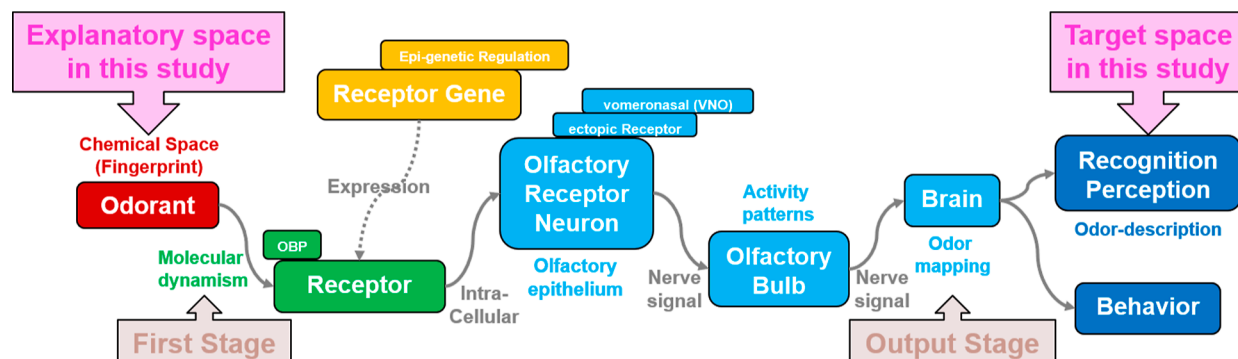 Explanatory space
in this study
Epi-genetic Regulation
Receptor Gene
vomeronasal (VNO)
ectopic Receptor
Target space
in this study
Chemical Space
(Fingerprint)
Odorant
Expression
Olfactory
Receptor
Neuron
Activity
patterns
Brain
Recognition
Perception
Odor-description
Molecular
dynamism
OBP
Receptor
Intra-
Cellular
Olfactory
epithelium
Nerve
signal
Olfactory
Bulb
Nerve
signal
Odor
mapping
Behavior
First Stage
Output Stage